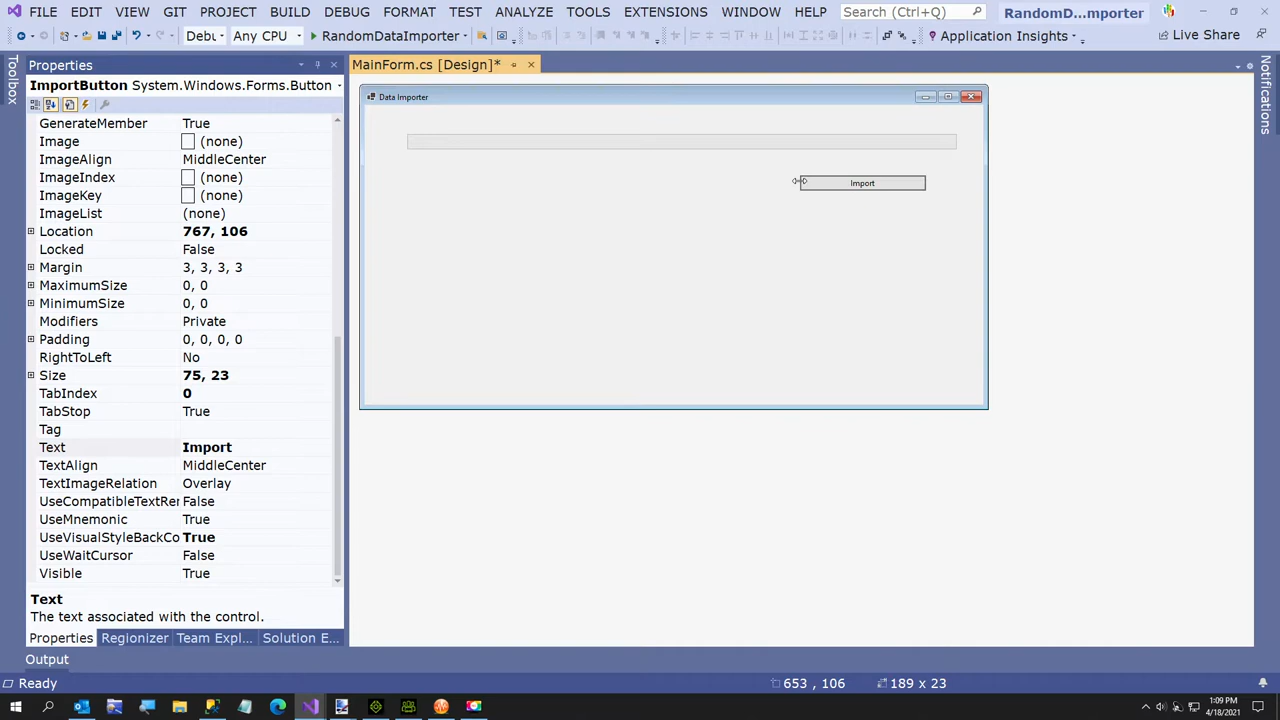 FILE EDIT VIEW GIT PROJECT BUILD DEBUG FORMAT TEST ANALYZE TOOLS EXTENSIONS WINDOW HELP Search (Ctrl+Q) RandomD...mporter
Debu Any CPU RandomDataImporter Application Insights Live Share
Toolbox
Properties
ImportButton System.Windows.Forms.Button
GenerateMember True
Image (none)
ImageAlign MiddleCenter
ImageIndex (none)
ImageKey (none)
ImageList (none)
Location 767, 106
Locked False
Margin 3, 3, 3, 3
MaximumSize 0, 0
MinimumSize 0, 0
Modifiers Private
Padding 0, 0, 0, 0
RightToLeft No
Size 75, 23
TabIndex 0
TabStop True
Tag
Text Import
TextAlign MiddleCenter
TextImageRelation Overlay
UseCompatibleTextRer False
UseMnemonic True
UseVisualStyleBackCo True
UseWaitCursor False
Visible True
Text
The text associated with the control.
Properties Regionizer Team Expl... Solution E...
MainForm.cs [Design]*
Data Importer
Import
Notifications
Output
Ready 653 , 106 189 x 23
1:09 PM
4/18/2021